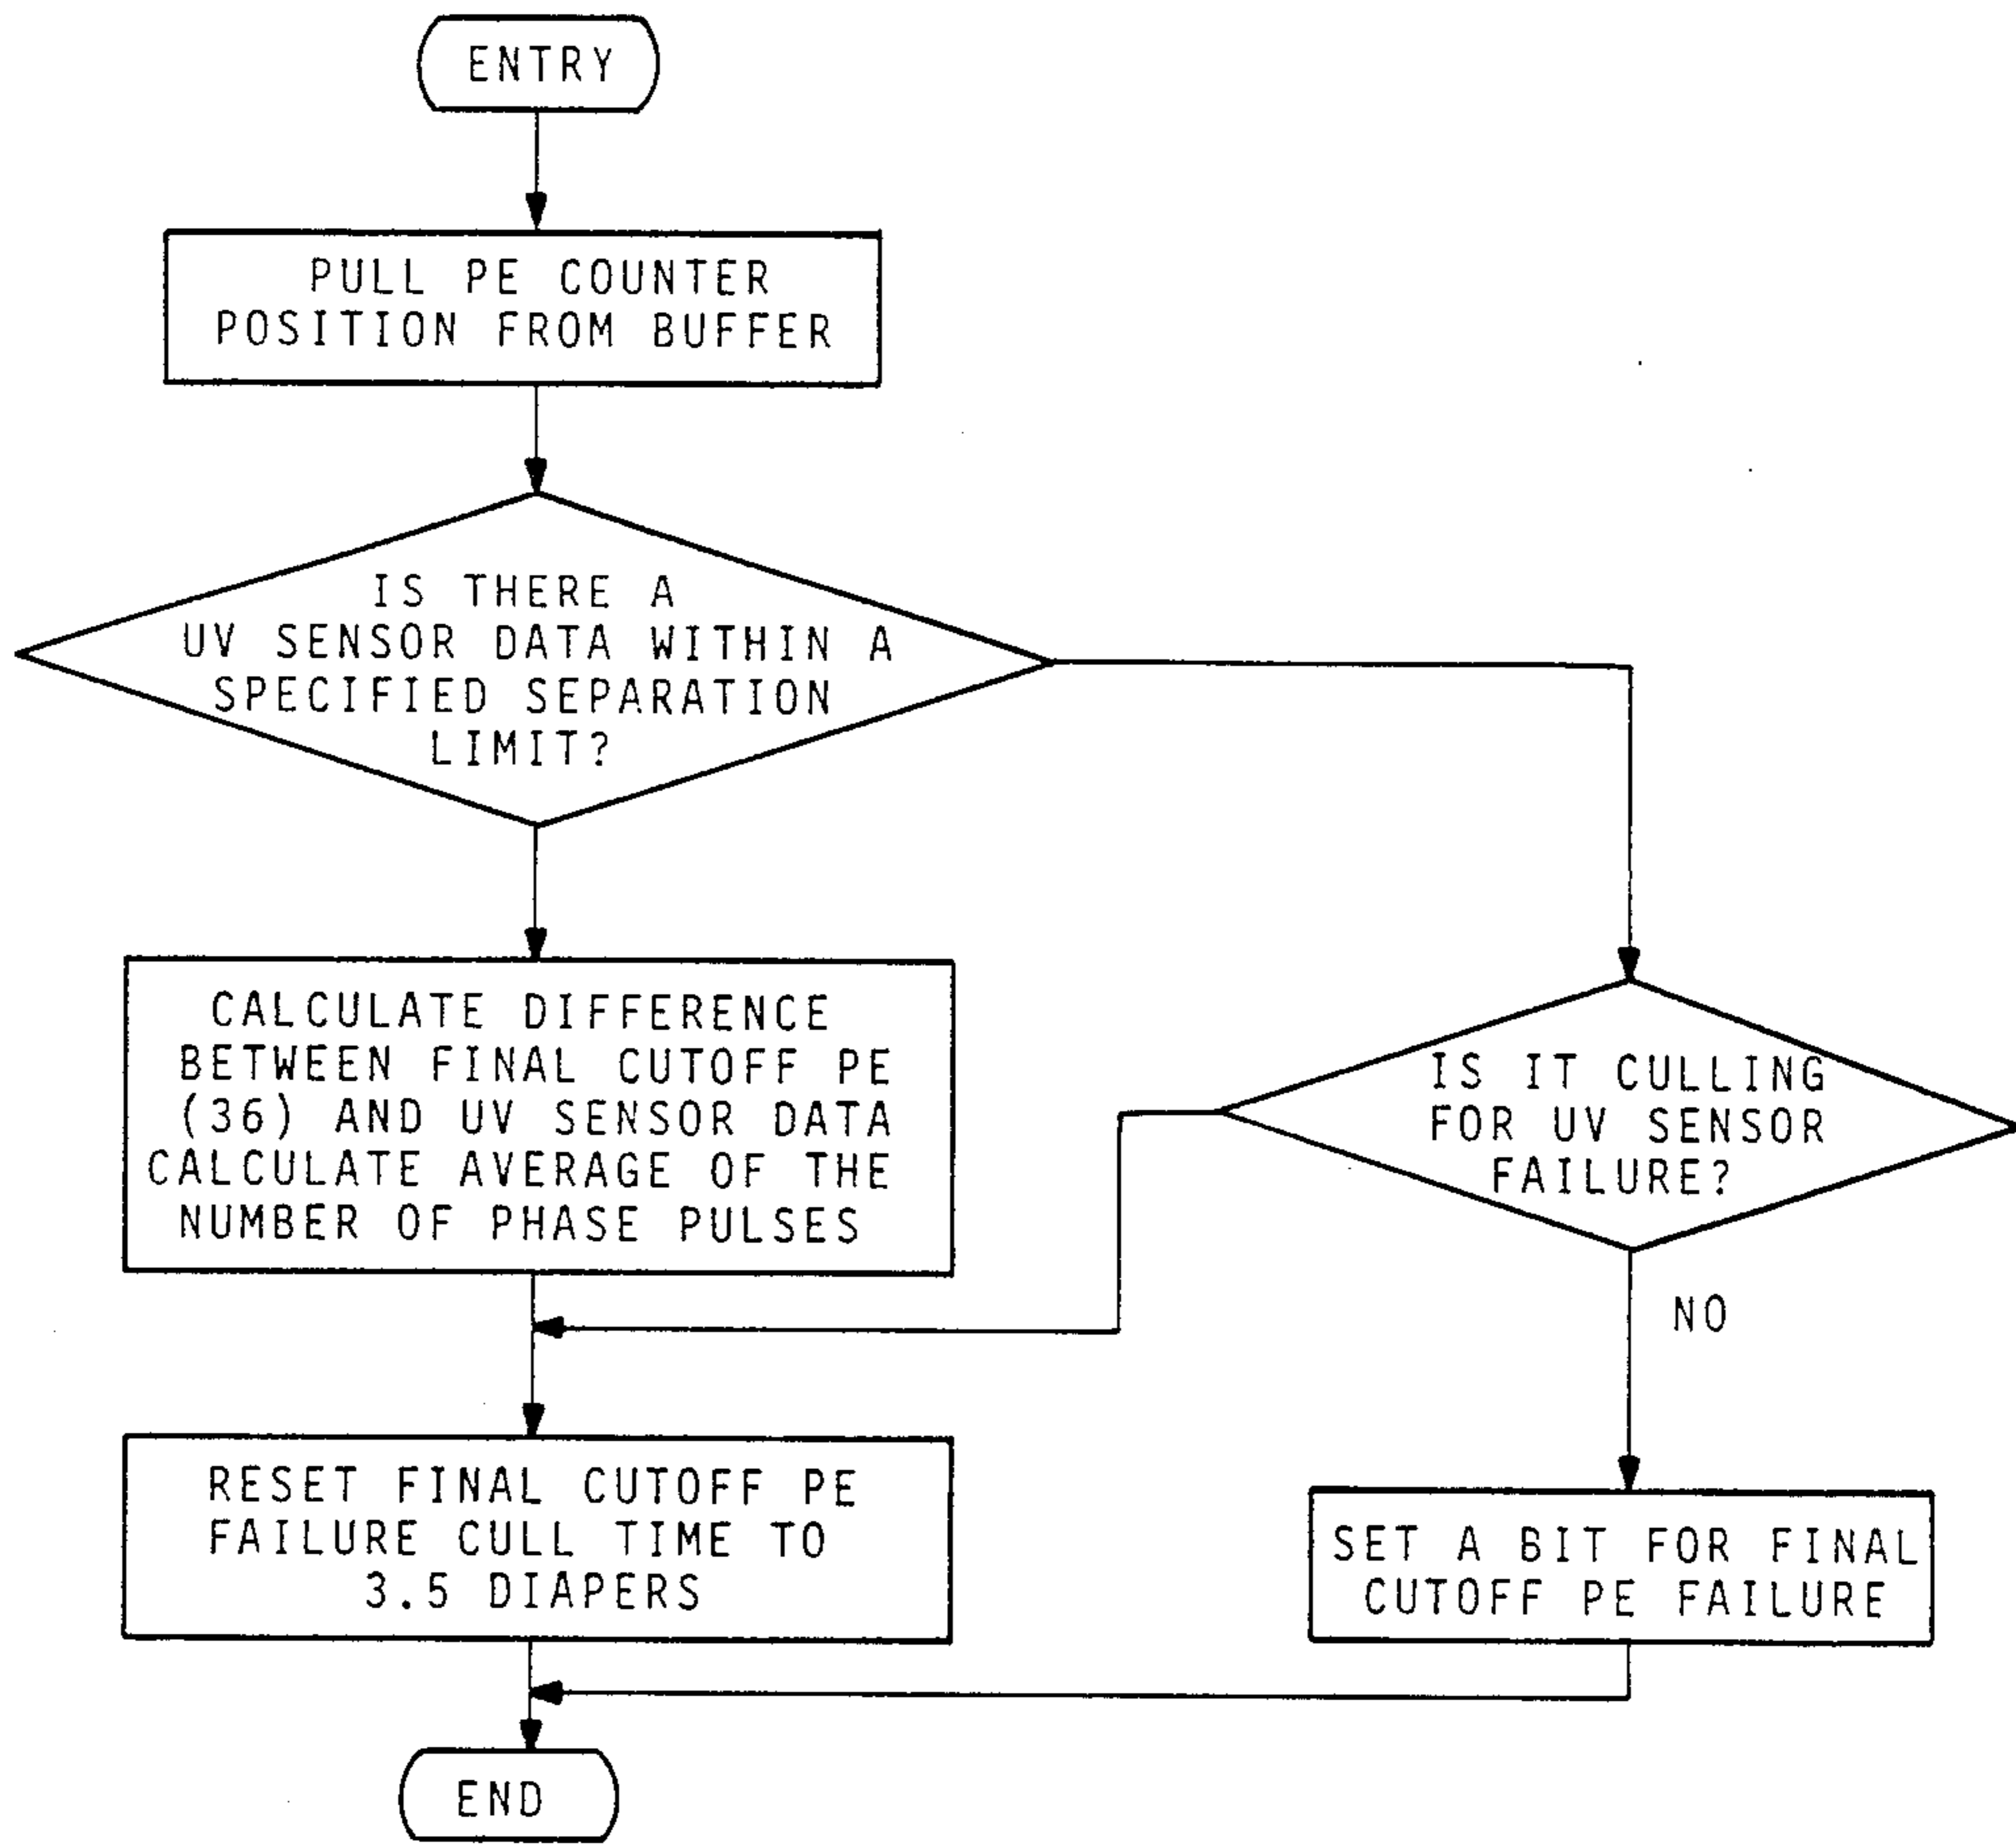 ENTRY
PULL PE COUNTER
POSITION FROM BUFFER
IS THERE A
UV SENSOR DATA WITHIN A
SPECIFIED SEPARATION
LIMIT?
CALCULATE DIFFERENCE
BETWEEN FINAL CUTOFF PE
(36) AND UV SENSOR DATA
CALCULATE AVERAGE OF THE
NUMBER OF PHASE PULSES
IS IT CULLING
FOR UV SENSOR
FAILURE?
NO
RESET FINAL CUTOFF PE
FAILURE CULL TIME TO
3.5 DIAPERS
SET A BIT FOR FINAL
CUTOFF PE FAILURE
END